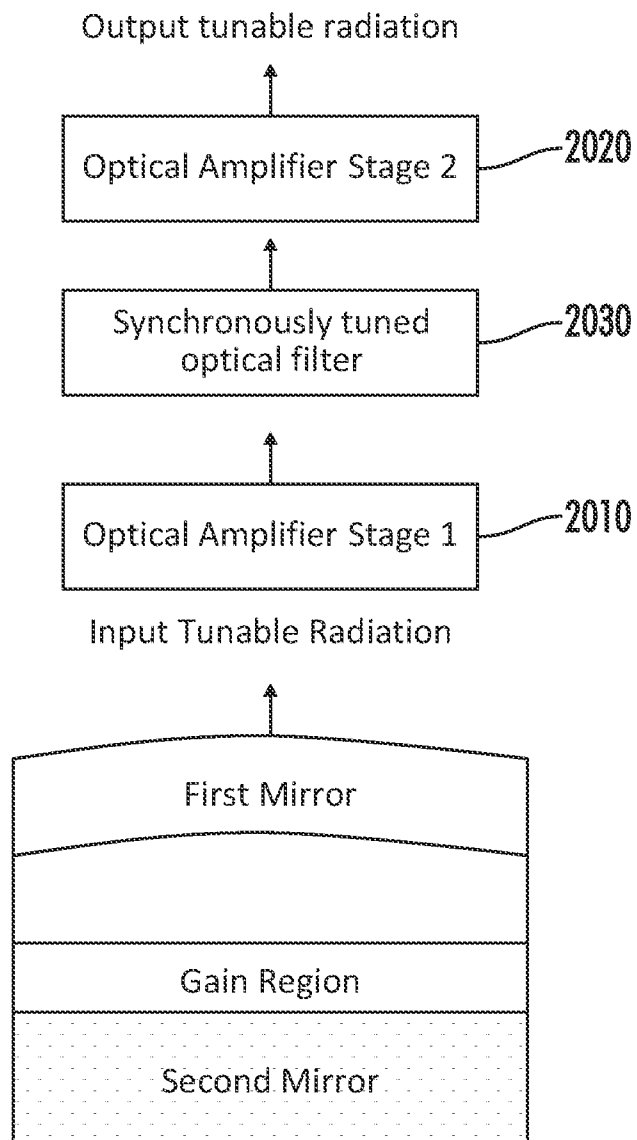 Output tunable radiation
Optical Amplifier Stage 2
2020
Synchronously tuned
optical filter
2030
Optical Amplifier Stage 1
2010
Input Tunable Radiation
First Mirror
Gain Region
Second Mirror